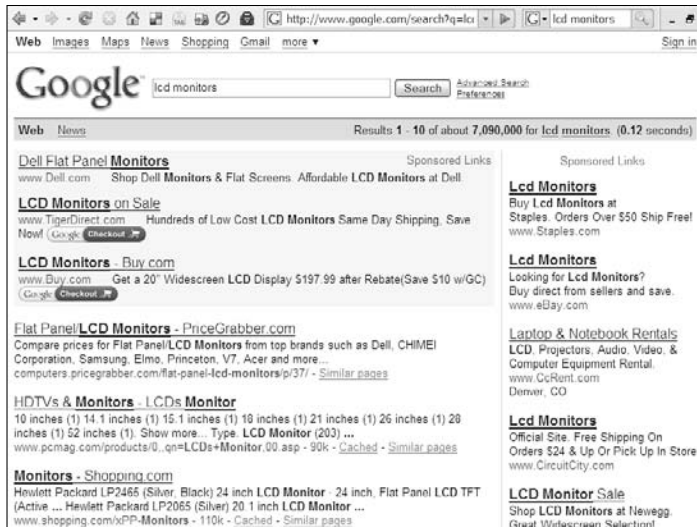 http://www.google.com/search?q=lc
lcd monitors
Web Images Maps News Shopping Gmail more ▼
Sign in
Google
lcd monitors
Search
Advanced Search
Preferences
Web News
Results 1 - 10 of about 7,090,000 for lcd monitors. (0.12 seconds)
Dell Flat Panel Monitors
Sponsored Links
www.Dell.com Shop Dell Monitors & Flat Screens. Affordable LCD Monitors at Dell.
LCD Monitors on Sale
www.TigerDirect.com Hundreds of Low Cost LCD Monitors Same Day Shipping, Save
Now! Google Checkout
LCD Monitors - Buy.com
www.Buy.com Get a 20" Widescreen LCD Display $197.99 after Rebate(Save $10 w/GC)
Google Checkout
Flat Panel/LCD Monitors - PriceGrabber.com
Compare prices for Flat Panel/LCD Monitors from top brands such as Dell, CHIMEI
Corporation, Samsung, Elmo, Princeton, V7, Acer and more...
computers.pricegrabber.com/flat-panel-lcd-monitors/p/37/ - Similar pages
HDTVs & Monitors - LCDs Monitor
10 inches (1) 14.1 inches (1) 15.1 inches (1) 18 inches (1) 21 inches (1) 26 inches (1) 28
inches (1) 52 inches (1). Show more... Type. LCD Monitor (203) ...
www.pcmag.com/products/0,,qn=LCDs+Monitor,00.asp - 90k - Cached - Similar pages
Monitors - Shopping.com
Hewlett Packard LP2465 (Silver, Black) 24 inch LCD Monitor · 24 inch, Flat Panel LCD TFT
(Active ... Hewlett Packard LP2065 (Silver) 20.1 inch LCD Monitor ...
www.shopping.com/xPP-Monitors - 110k - Cached - Similar pages
Sponsored Links
Lcd Monitors
Buy Lcd Monitors at
Staples. Orders Over $50 Ship Free!
www.Staples.com
Lcd Monitors
Looking for Lcd Monitors?
Buy direct from sellers and save.
www.eBay.com
Laptop & Notebook Rentals
LCD, Projectors, Audio, Video, &
Computer Equipment Rental.
www.CcRent.com
Denver, CO
Lcd Monitors
Official Site. Free Shipping On
Orders $24 & Up Or Pick Up In Store
www.CircuitCity.com
LCD Monitor Sale
Shop LCD Monitors at Newegg.
Great Widescreen Selection!